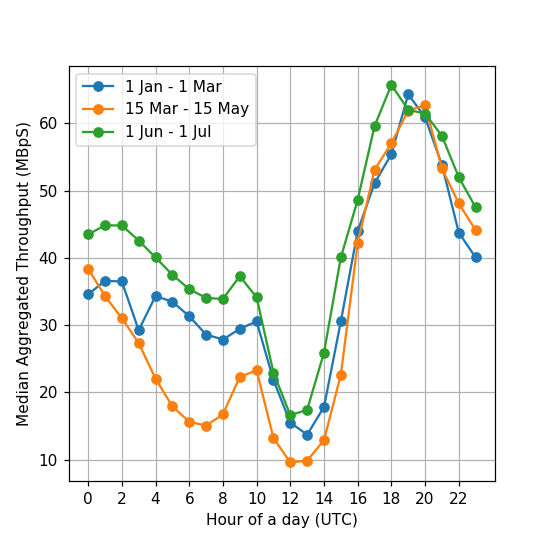 1 Jan - 1 Mar
15 Mar - 15 May
1 Jun - 1 Jul
Median Aggregated Throughput (MBpS)
60
50
40
30
20
10
0 2 4 6 8 10 12 14 16 18 20 22
Hour of a day (UTC)